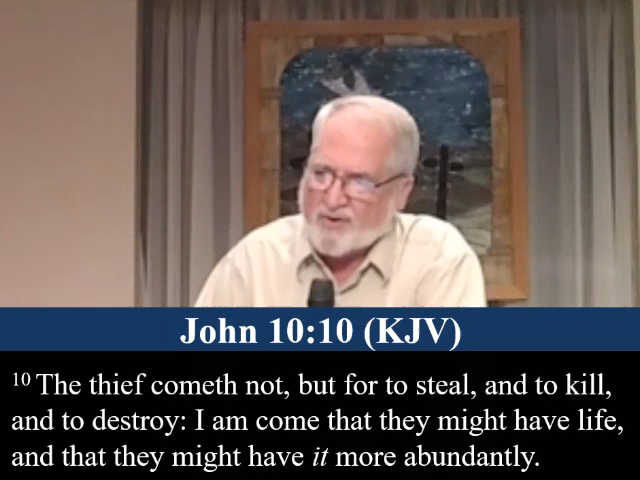 John 10:10 (KJV)
10 The thief cometh not, but for to steal, and to kill,
and to destroy: I am come that they might have life,
and that they might have it more abundantly.